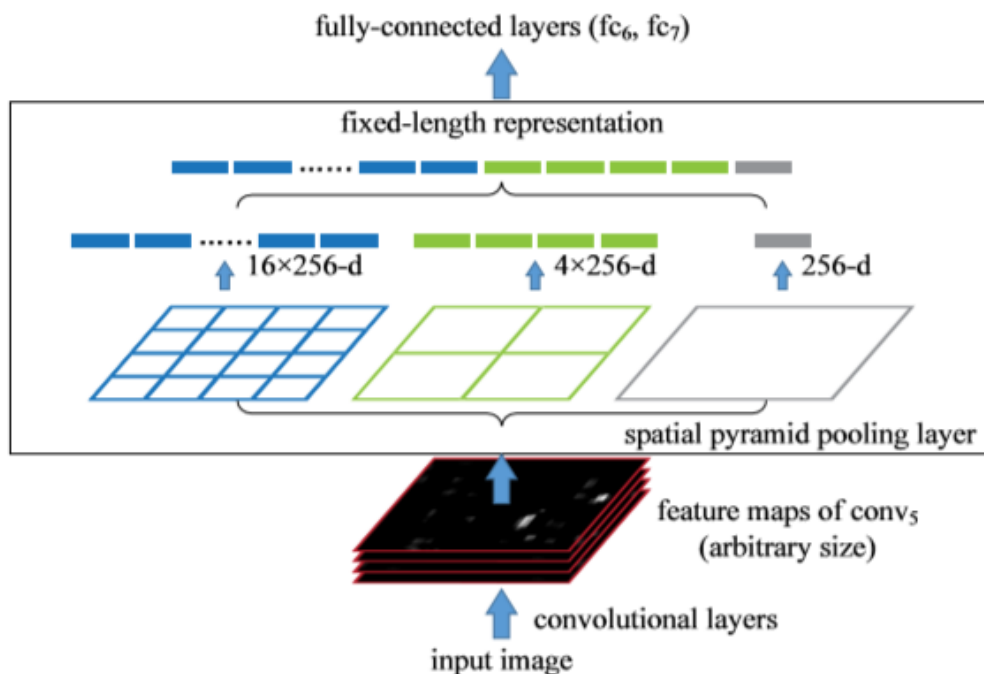 fully-connected layers (fc₆, fc₇)
fixed-length representation
......
......
16×256-d
4×256-d
256-d
spatial pyramid pooling layer
feature maps of conv₅
(arbitrary size)
convolutional layers
input image